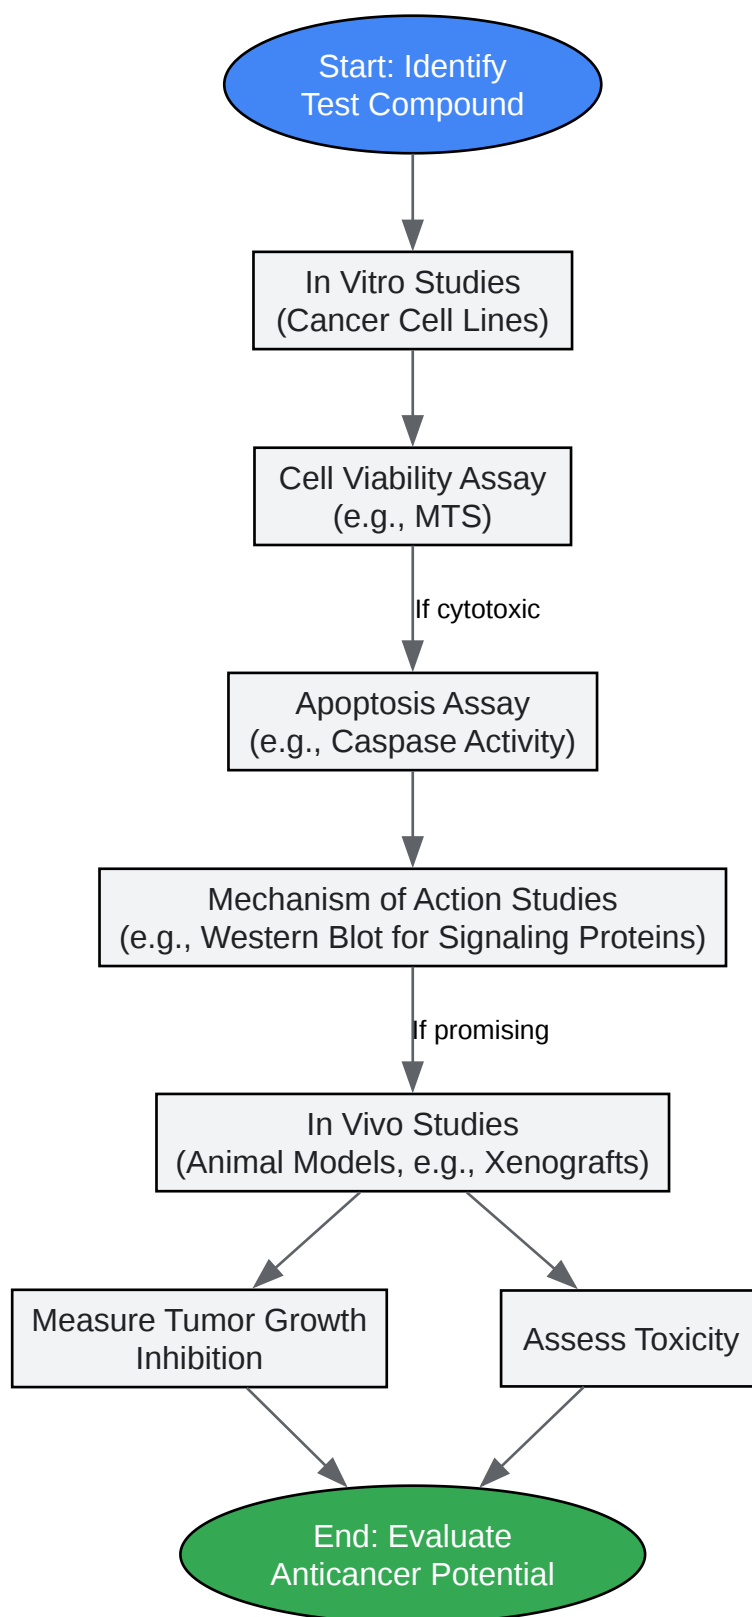 Start: Identify
Test Compound
In Vitro Studies
(Cancer Cell Lines)
Cell Viability Assay
(e.g., MTS)
If cytotoxic
Apoptosis Assay
(e.g., Caspase Activity)
Mechanism of Action Studies
(e.g., Western Blot for Signaling Proteins)
If promising
In Vivo Studies
(Animal Models, e.g., Xenografts)
Measure Tumor Growth
Inhibition
Assess Toxicity
End: Evaluate
Anticancer Potential